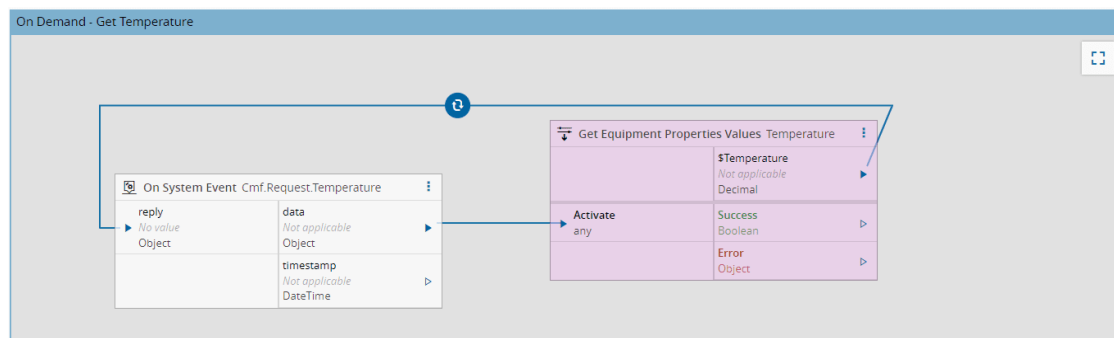 On Demand - Get Temperature
Get Equipment Properties Values Temperature
$Temperature
Not applicable
Decimal
Activate
any
Success
Boolean
Error
Object
On System Event Cmf.Request.Temperature
reply
No value
Object
data
Not applicable
Object
timestamp
Not applicable
DateTime